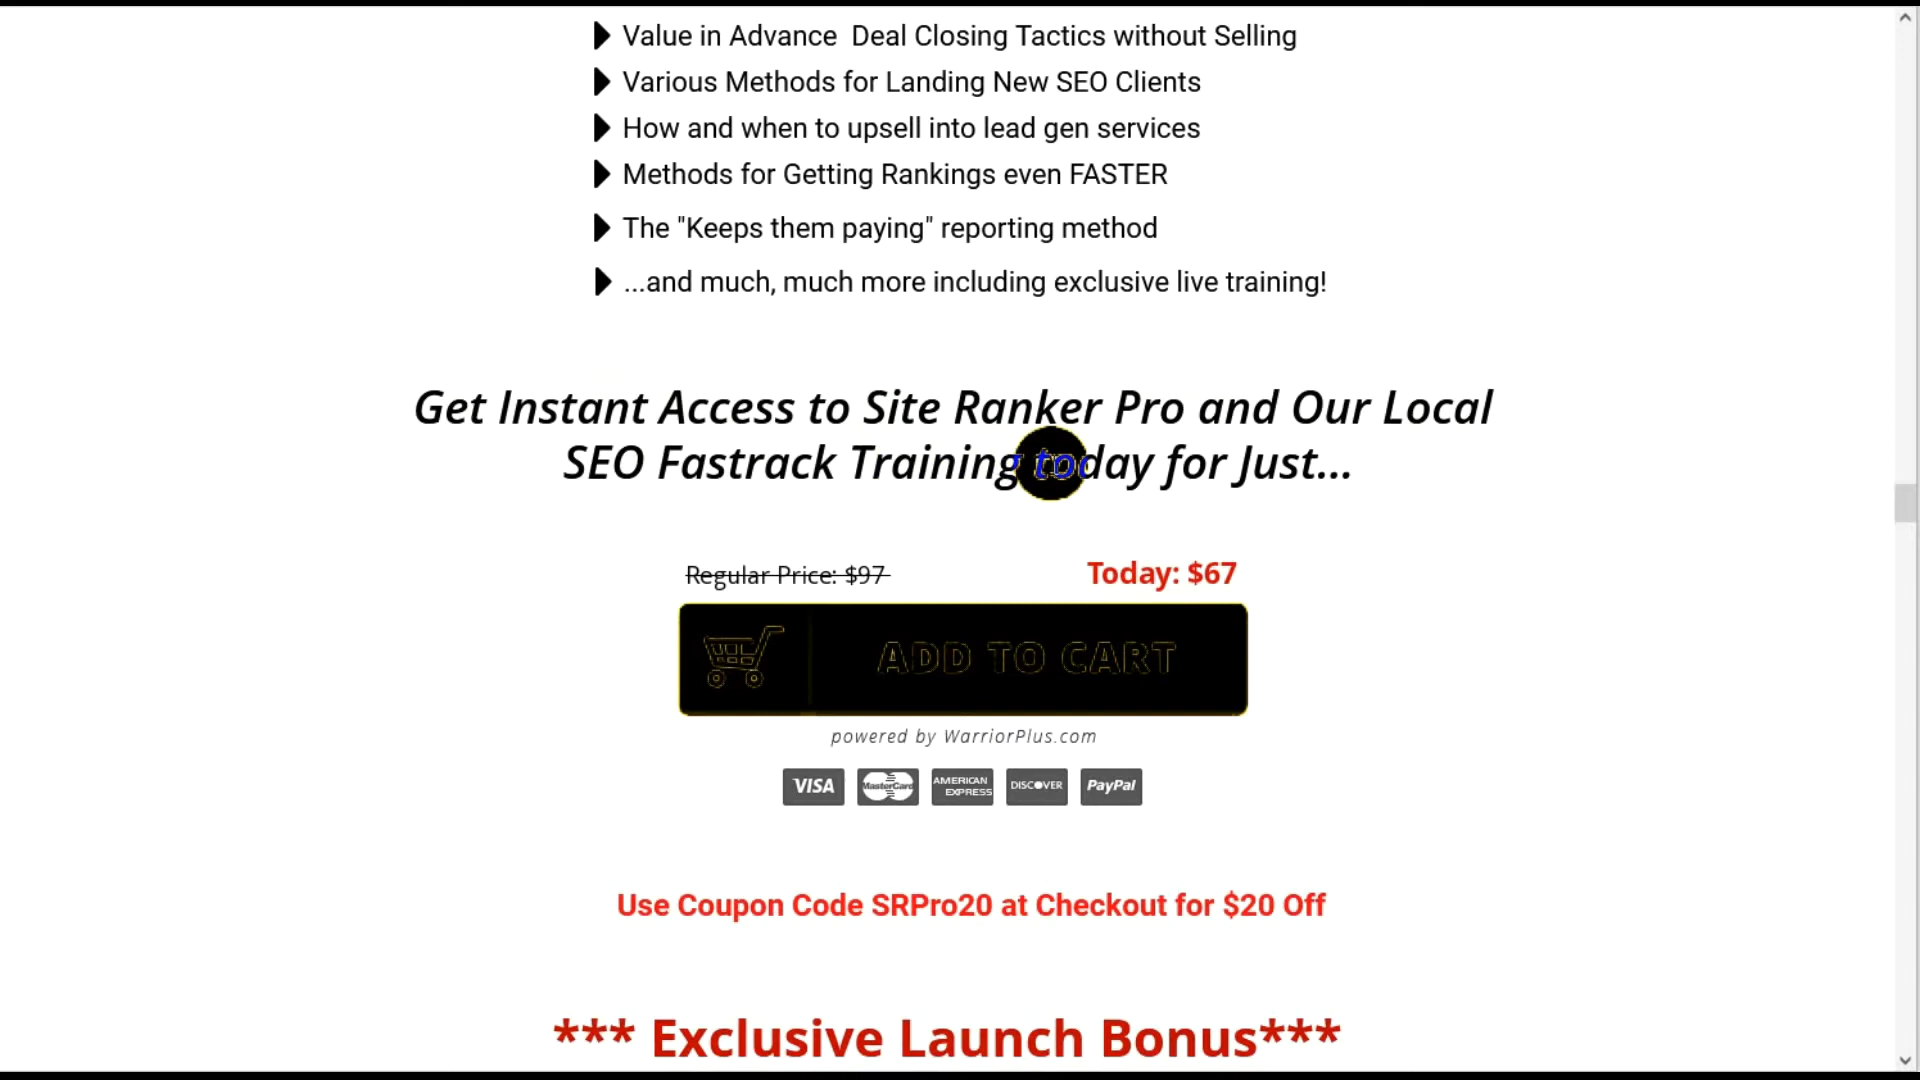 Value in Advance  Deal Closing Tactics without Selling
Various Methods for Landing New SEO Clients
How and when to upsell into lead gen services
Methods for Getting Rankings even FASTER
The "Keeps them paying" reporting method
...and much, much more including exclusive live training!
Get Instant Access to Site Ranker Pro and Our Local
SEO Fastrack Training today for Just...
Regular Price: $97 Today: $67
ADD TO CART
powered by WarriorPlus.com
VISA MasterCard AMERICAN EXPRESS DISCOVER PayPal
Use Coupon Code SRPro20 at Checkout for $20 Off
*** Exclusive Launch Bonus***